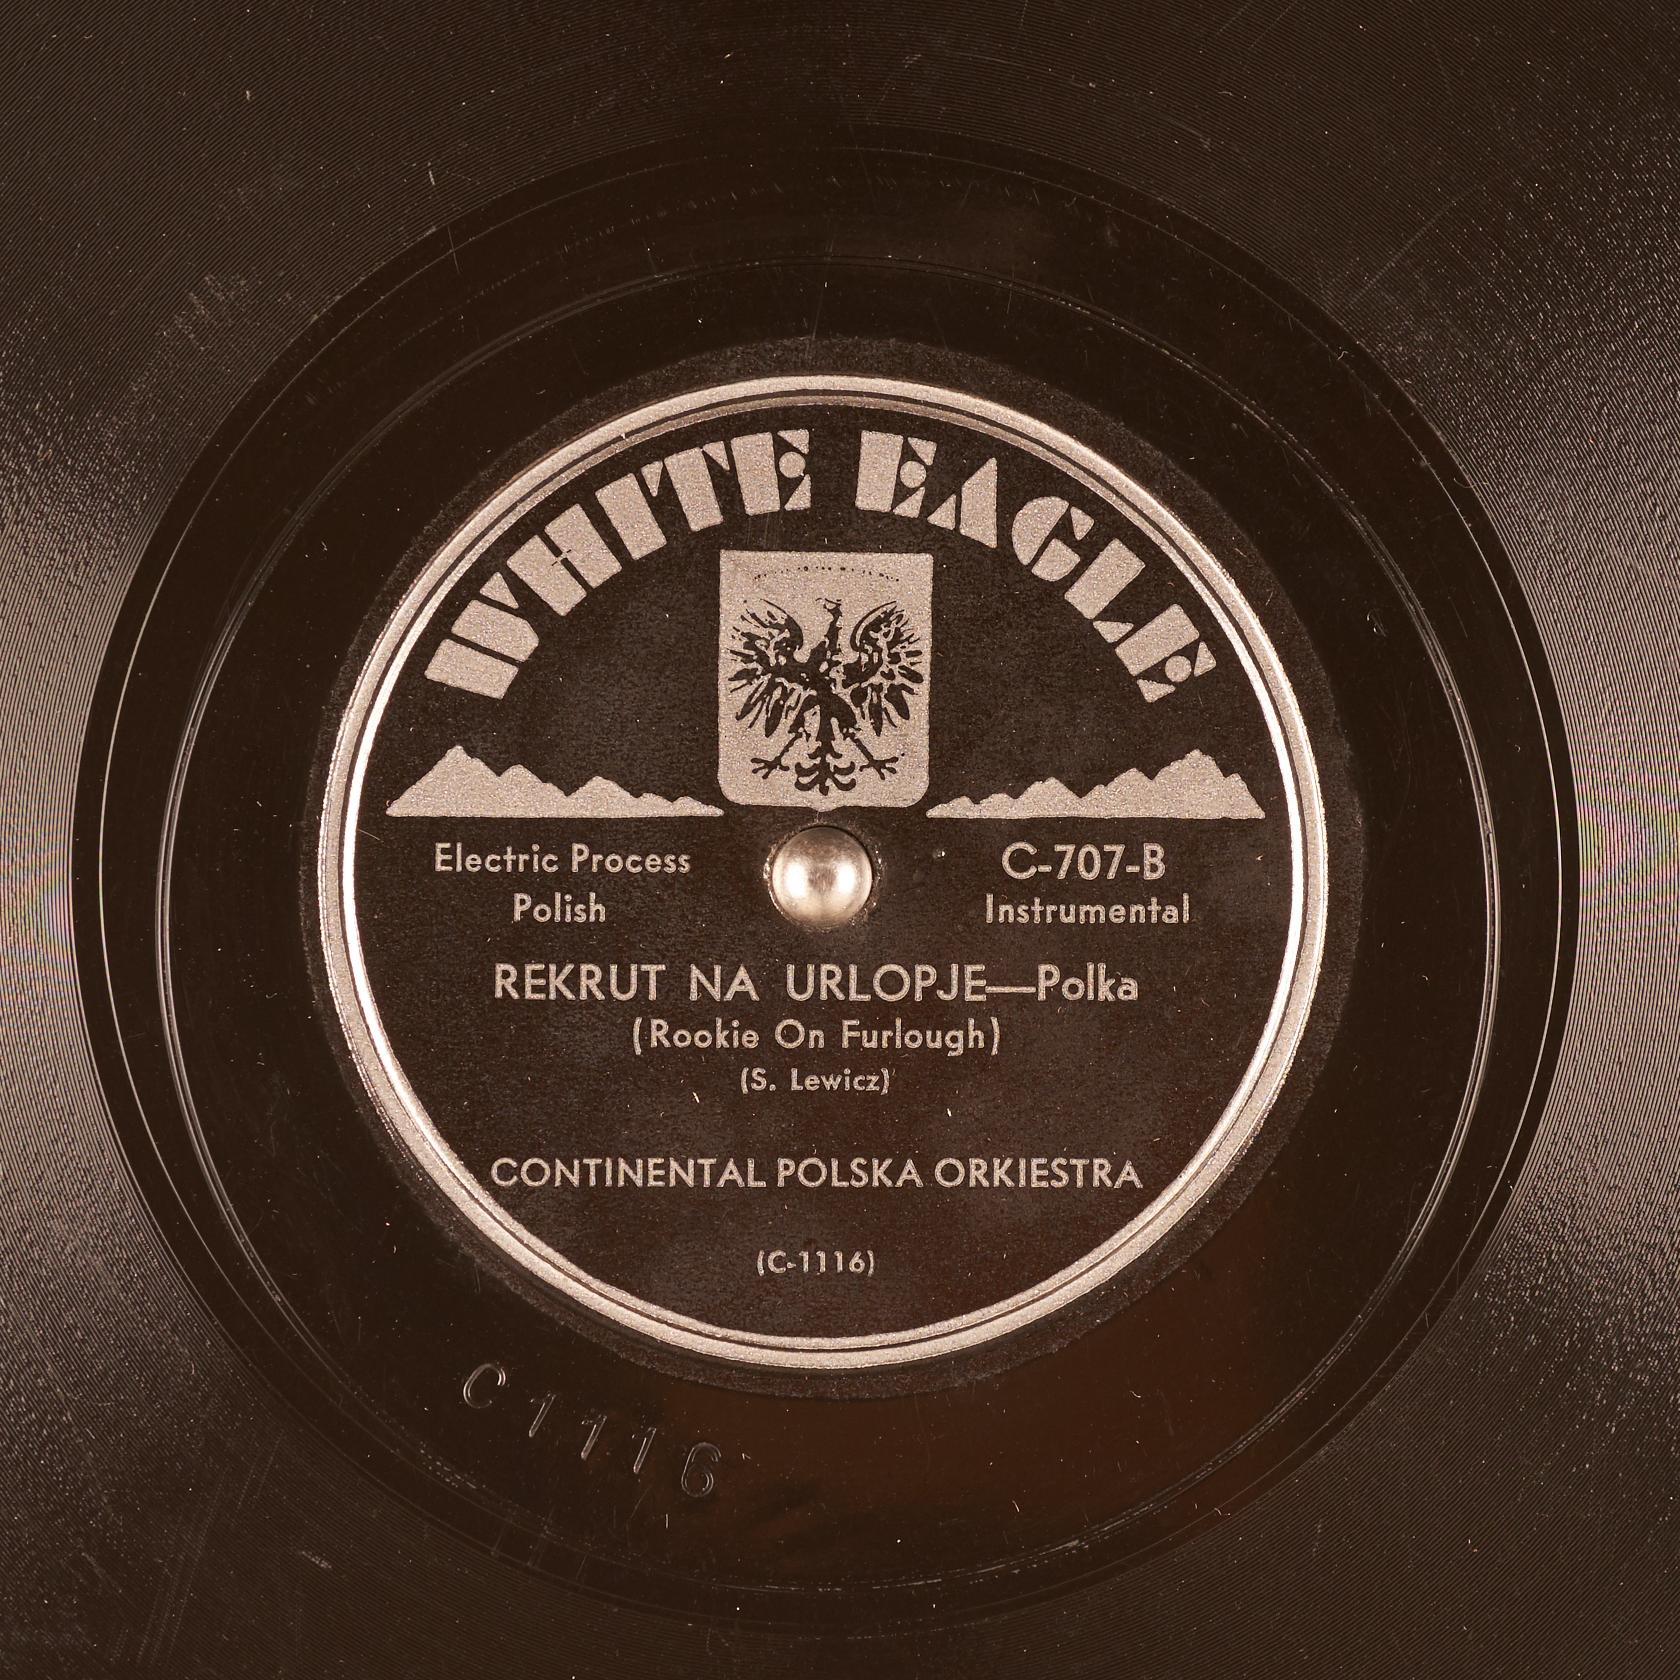 WHITE EAGLE
Electric Process
Polish
C-707-B
Instrumental
REKRUT NA URLOPJE—Polka
(Rookie On Furlough)
(S. Lewicz)
CONTINENTAL POLSKA ORKIESTRA
(C-1116)
C1116